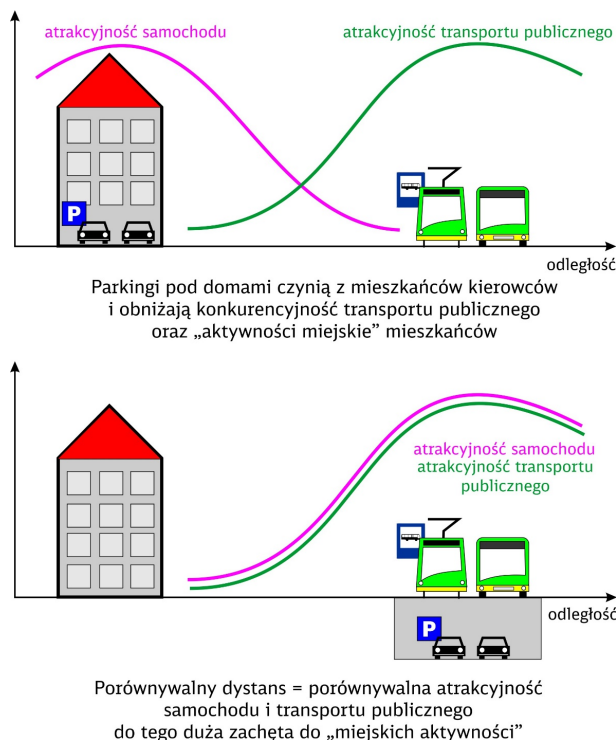 atrakcyjność samochodu
atrakcyjność transportu publicznego
P
odległość
Parkingi pod domami czynią z mieszkańców kierowców
i obniżają konkurencyjność transportu publicznego
oraz „aktywności miejskie” mieszkańców
atrakcyjność samochodu
atrakcyjność transportu
publicznego
odległość
P
Porównywalny dystans = porównywalna atrakcyjność
samochodu i transportu publicznego
do tego duża zachęta do „miejskich aktywności”